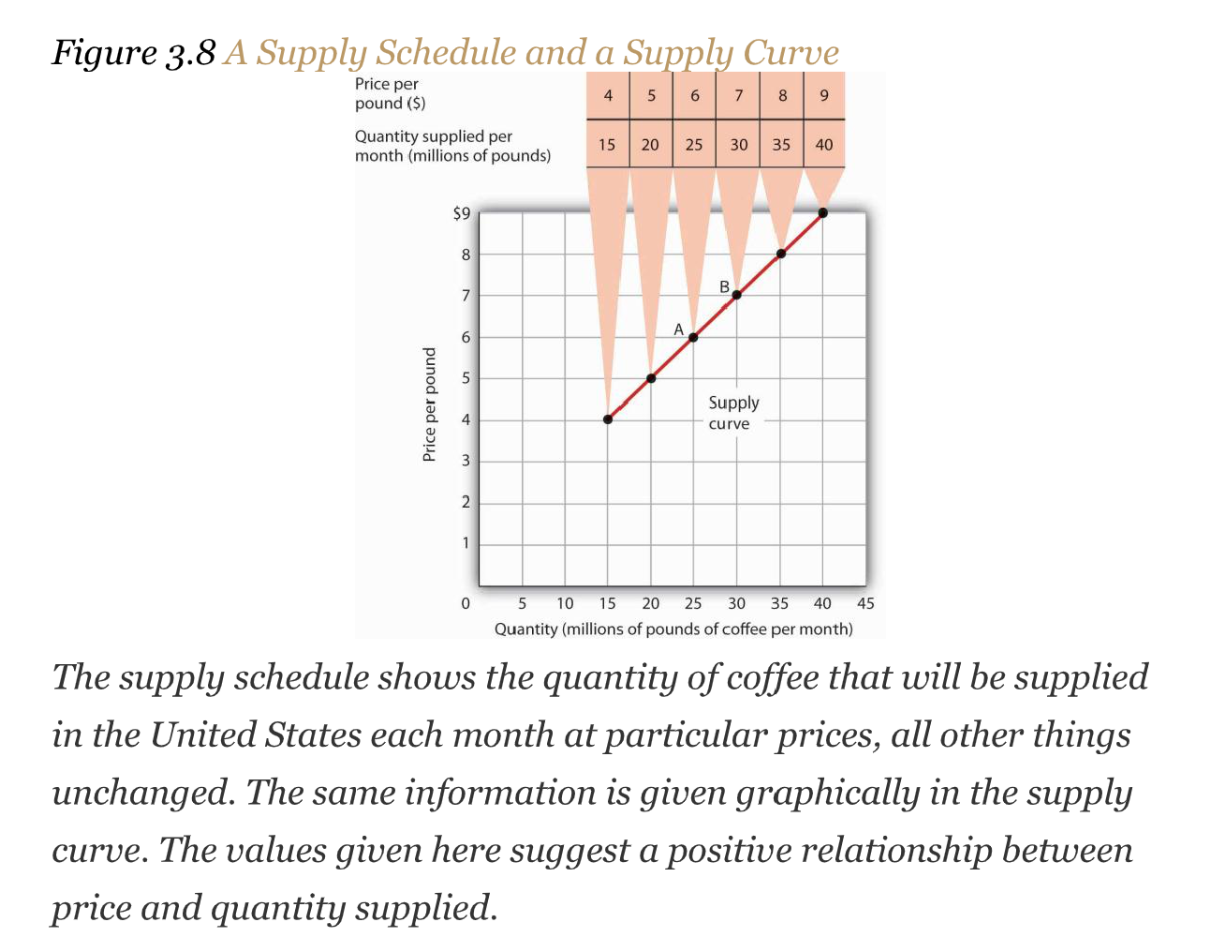 Figure 3.8 A Supply Schedule and a Supply Curve
Price per
pound ($)
4 5 6 7 8 9
Quantity supplied per
month (millions of pounds)
15 20 25 30 35 40
$9
8
7
6
5
4
3
2
1
Price per pound
B
A
Supply
curve
0 5 10 15 20 25 30 35 40 45
Quantity (millions of pounds of coffee per month)
The supply schedule shows the quantity of coffee that will be supplied
in the United States each month at particular prices, all other things
unchanged. The same information is given graphically in the supply
curve. The values given here suggest a positive relationship between
price and quantity supplied.